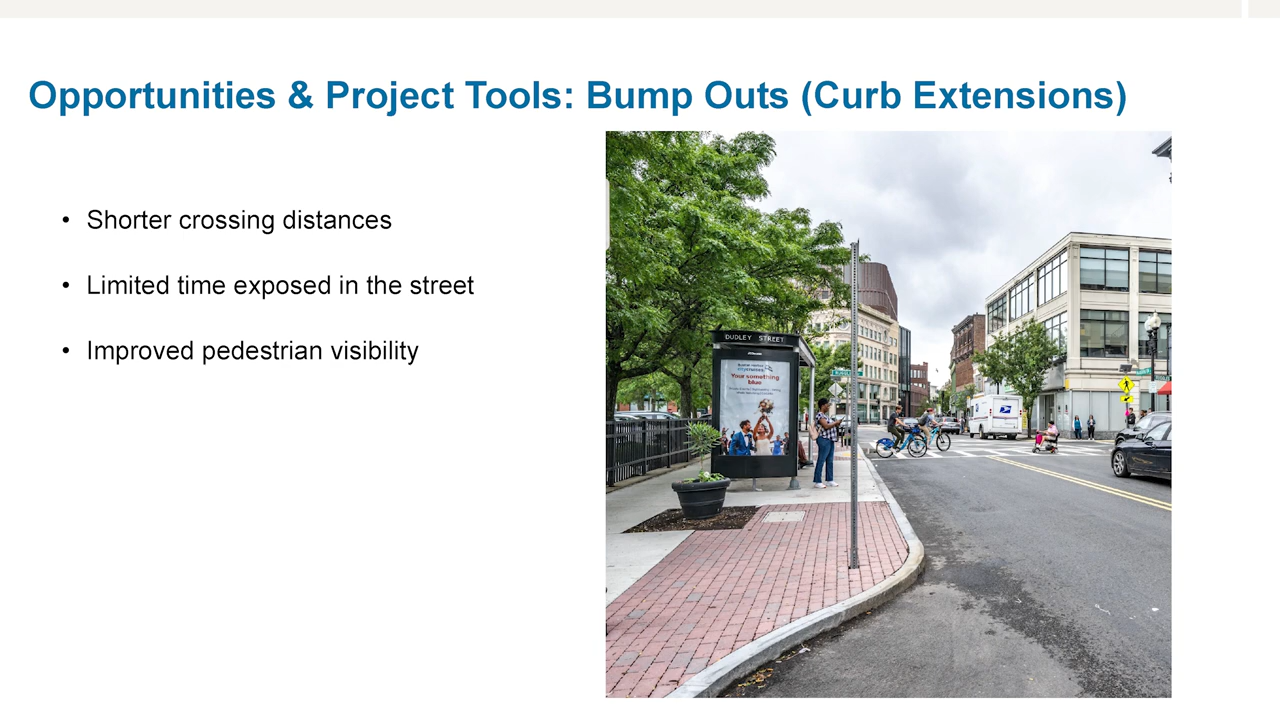 Opportunities & Project Tools: Bump Outs (Curb Extensions)
• Shorter crossing distances
• Limited time exposed in the street
• Improved pedestrian visibility
DUDLEY STREET
Your something
blue